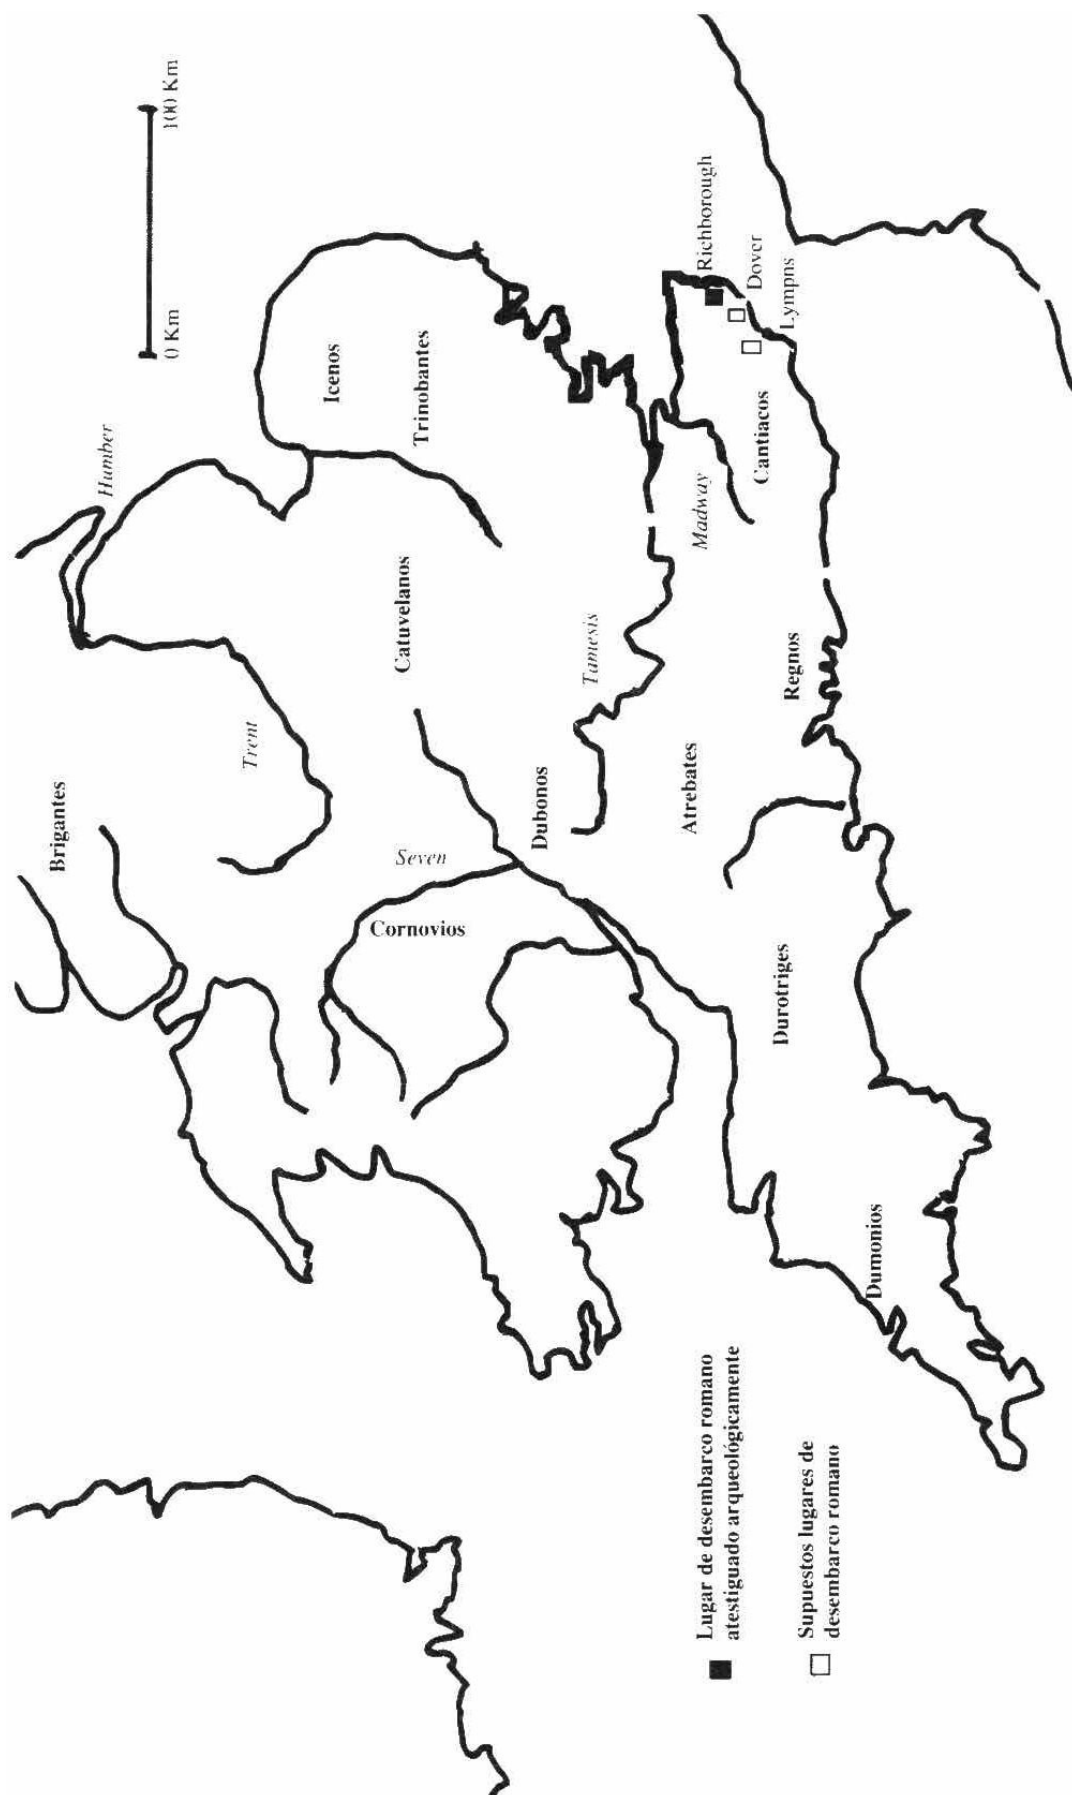 0 Km
100 Km
Humber
Brigantes
Trent
Icenos
Trinobantes
Catuvelanos
Seven
Cornovios
Dubonos
Tamesis
Madway
Richborough
Dover
Lympns
Cantiacos
Atrebates
Regnos
Durotriges
Dumonios
Lugar de desembarco romano
atestiguado arqueológicamente
Supuestos lugares de
desembarco romano